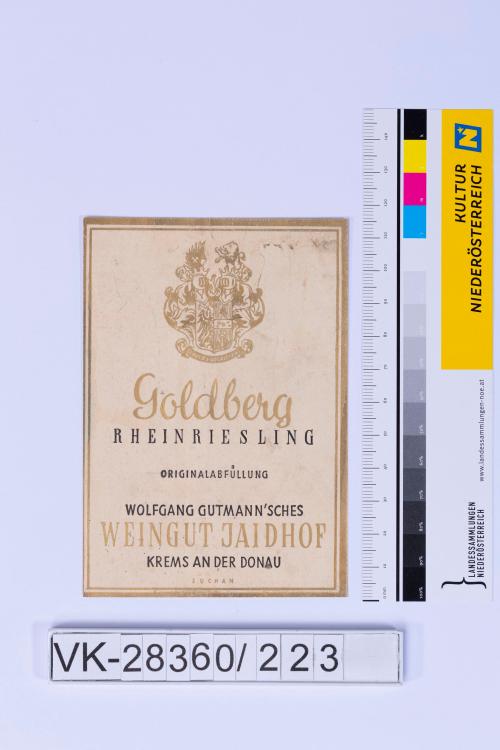 Goldberg
RHEINRIESLING
ORIGINALABFÜLLUNG
WOLFGANG GUTMANN'SCHES
WEINGUT JAIDHOF
KREMS AN DER DONAU
KULTUR
NIEDERÖSTERREICH
N
www.landessammlungen-noe.at
LANDESSAMMLUNGEN
NIEDERÖSTERREICH
VK-28360/223